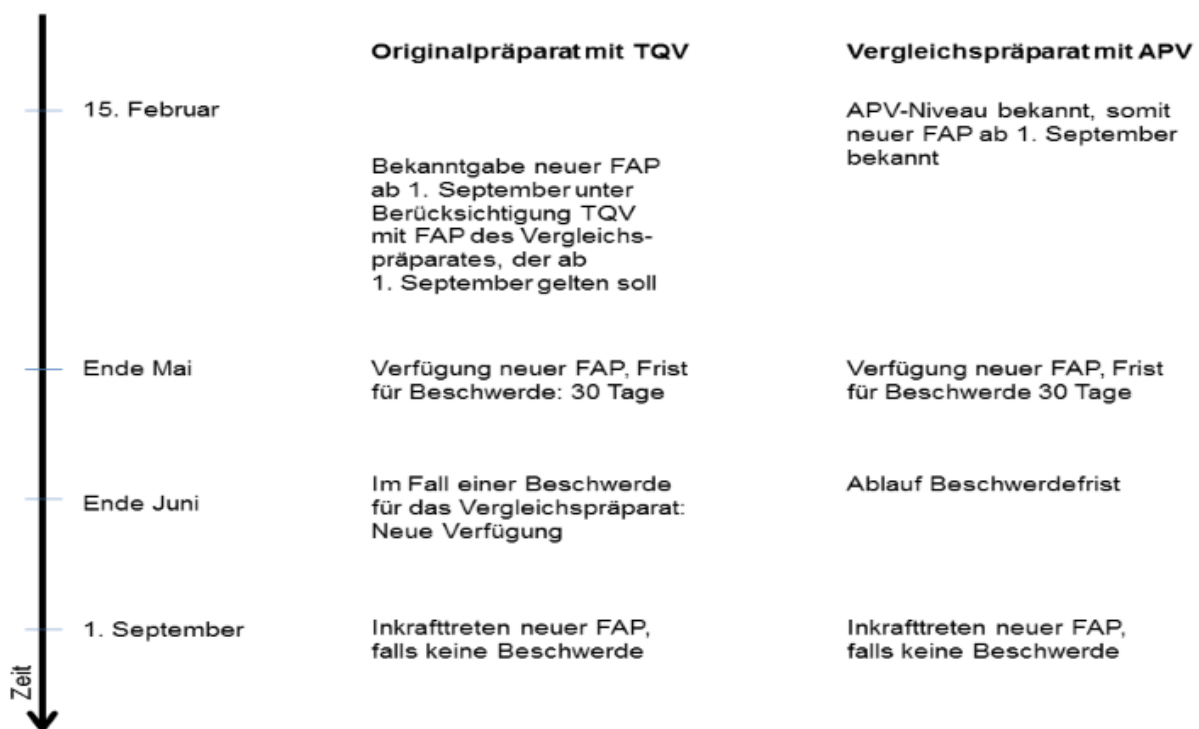 Originalpräparat mit TQV
Vergleichspräparat mit APV
15. Februar
APV-Niveau bekannt, somit
neuer FAP ab 1. September
bekannt
Bekanntgabe neuer FAP
ab 1. September unter
Berücksichtigung TQV
mit FAP des Vergleichs-
präparates, der ab
1. September gelten soll
Ende Mai
Verfügung neuer FAP, Frist
für Beschwerde: 30 Tage
Verfügung neuer FAP, Frist
für Beschwerde 30 Tage
Ende Juni
Im Fall einer Beschwerde
für das Vergleichspräparat:
Neue Verfügung
Ablauf Beschwerdefrist
1. September
Inkrafttreten neuer FAP,
falls keine Beschwerde
Inkrafttreten neuer FAP,
falls keine Beschwerde
Zeit